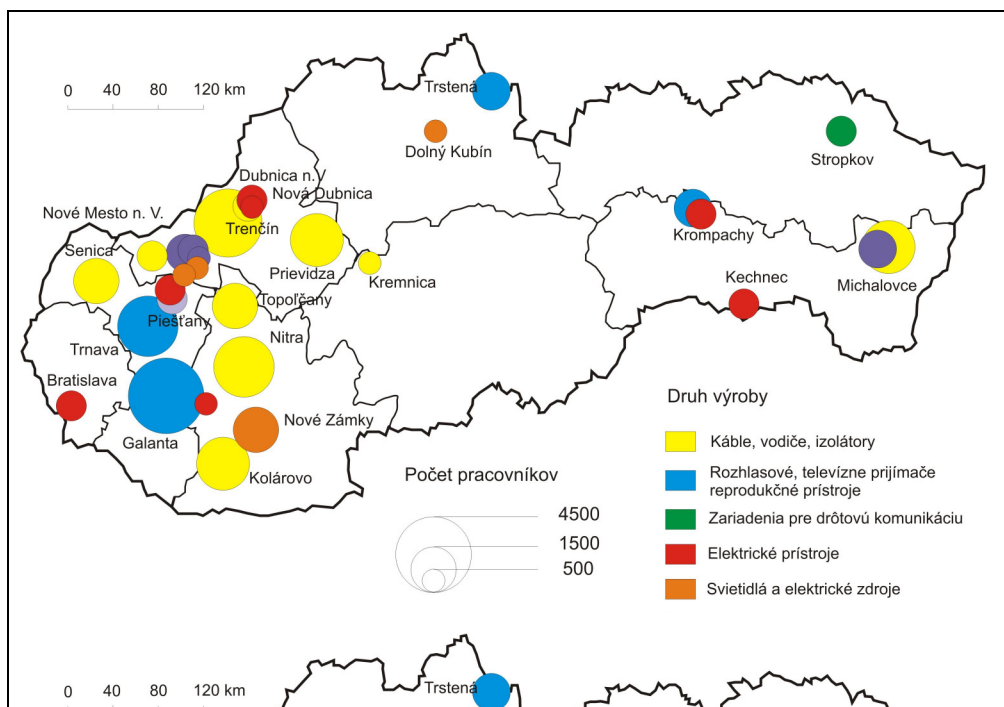 0 40 80 120 km
Trstená
Dolný Kubín
Stropkov
Dubnica n.V
Nová Dubnica
Nové Mesto n. V.
Trenčín
Senica
Prievidza
Kremnica
Krompachy
Michalovce
Kechnec
Topoľčany
Piešťany
Nitra
Trnava
Bratislava
Galanta
Nové Zámky
Kolárovo
Počet pracovníkov
4500
1500
500
Druh výroby
Káble, vodiče, izolátory
Rozhlasové, televízne prijímače
reprodukčné prístroje
Zariadenia pre drôtovú komunikáciu
Elektrické prístroje
Svietidlá a elektrické zdroje
0 40 80 120 km
Trstená